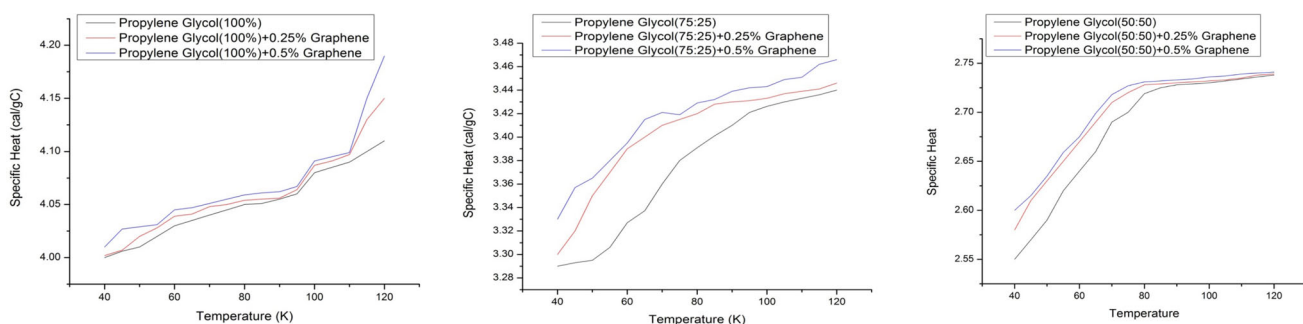 Propylene Glycol(100%)
Propylene Glycol(100%)+0.25% Graphene
Propylene Glycol(100%)+0.5% Graphene
4.20
4.15
4.10
4.05
4.00
Specific Heat (cal/gC)
40 60 80 100 120
Temperature (K)
Propylene Glycol(75:25)
Propylene Glycol(75:25)+0.25% Graphene
Propylene Glycol(75:25)+0.5% Graphene
3.48
3.46
3.44
3.42
3.40
3.38
3.36
3.34
3.32
3.30
3.28
Specific Heat (cal/gC)
40 60 80 100 120
Temperature (K)
Propylene Glycol(50:50)
Propylene Glycol(50:50)+0.25% Graphene
Propylene Glycol(50:50)+0.5% Graphene
2.75
2.70
2.65
2.60
2.55
Specific Heat
40 60 80 100 120
Temperature